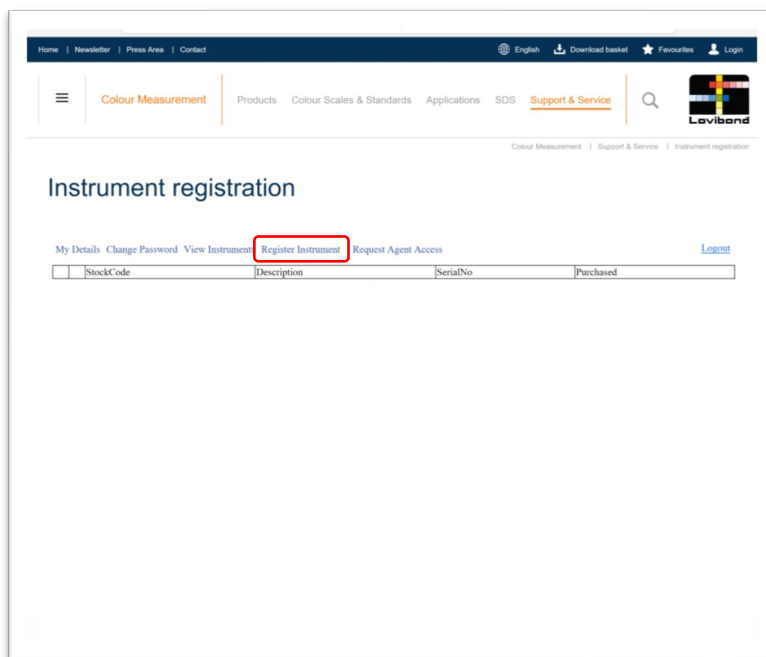 Home | Newsletter | Press Area | Contact English Download basket Favourites Login
Colour Measurement Products Colour Scales & Standards Applications SDS Support & Service Lovibond
Colour Measurement | Support & Service | Instrument registration
Instrument registration
My Details Change Password View Instruments Register Instrument Request Agent Access Logout
StockCode Description SerialNo Purchased